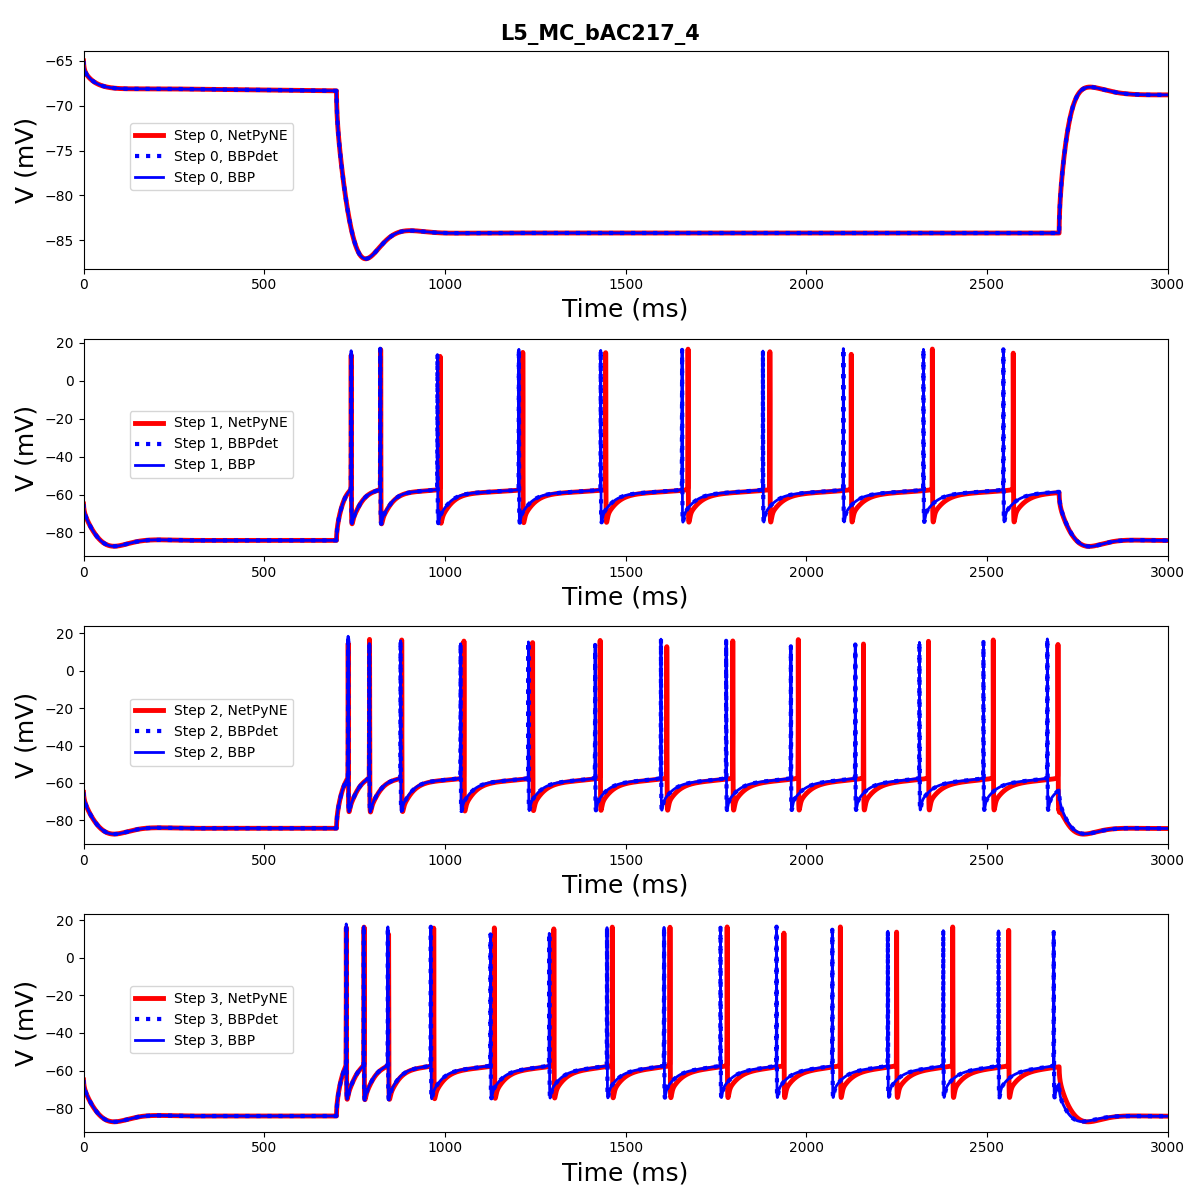 L5_MC_bAC217_4
−65
−70
−75
−80
−85
V (mV)
Step 0, NetPyNE
Step 0, BBPdet
Step 0, BBP
0 500 1000 1500 2000 2500 3000
Time (ms)
20
0
−20
−40
−60
−80
V (mV)
Step 1, NetPyNE
Step 1, BBPdet
Step 1, BBP
0 500 1000 1500 2000 2500 3000
Time (ms)
20
0
−20
−40
−60
−80
V (mV)
Step 2, NetPyNE
Step 2, BBPdet
Step 2, BBP
0 500 1000 1500 2000 2500 3000
Time (ms)
20
0
−20
−40
−60
−80
V (mV)
Step 3, NetPyNE
Step 3, BBPdet
Step 3, BBP
0 500 1000 1500 2000 2500 3000
Time (ms)